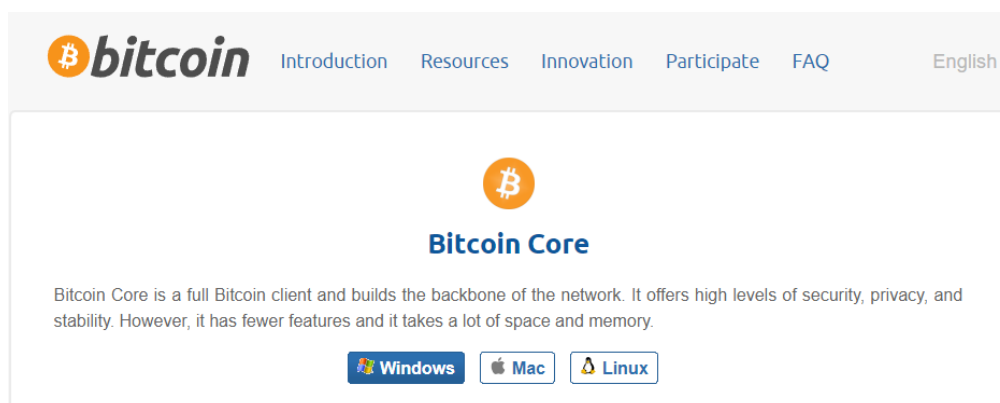 bitcoin Introduction Resources Innovation Participate FAQ English
Bitcoin Core
Bitcoin Core is a full Bitcoin client and builds the backbone of the network. It offers high levels of security, privacy, and
stability. However, it has fewer features and it takes a lot of space and memory.
Windows Mac Linux